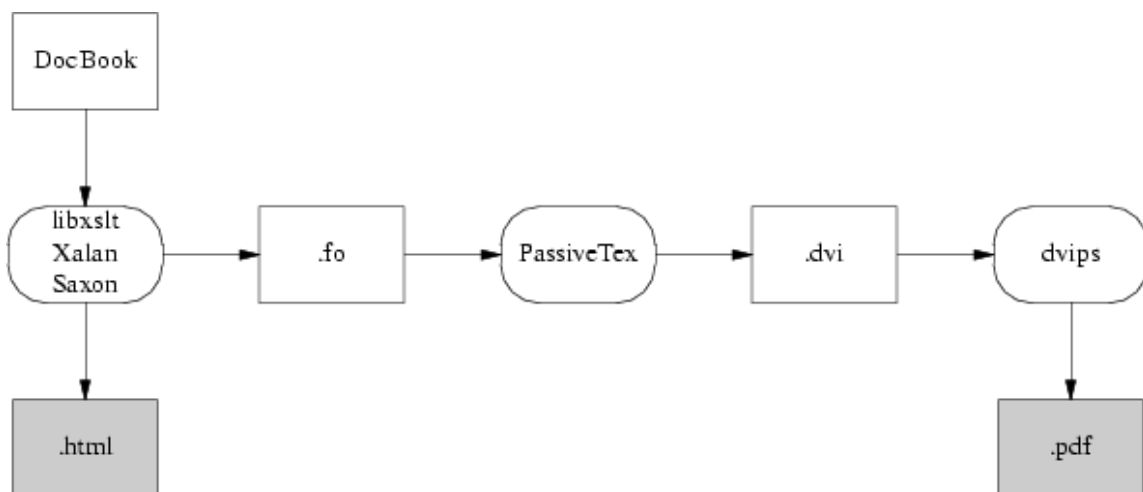 DocBook
libxslt
Xalan
Saxon
.fo
PassiveTex
.dvi
dvips
.html
.pdf